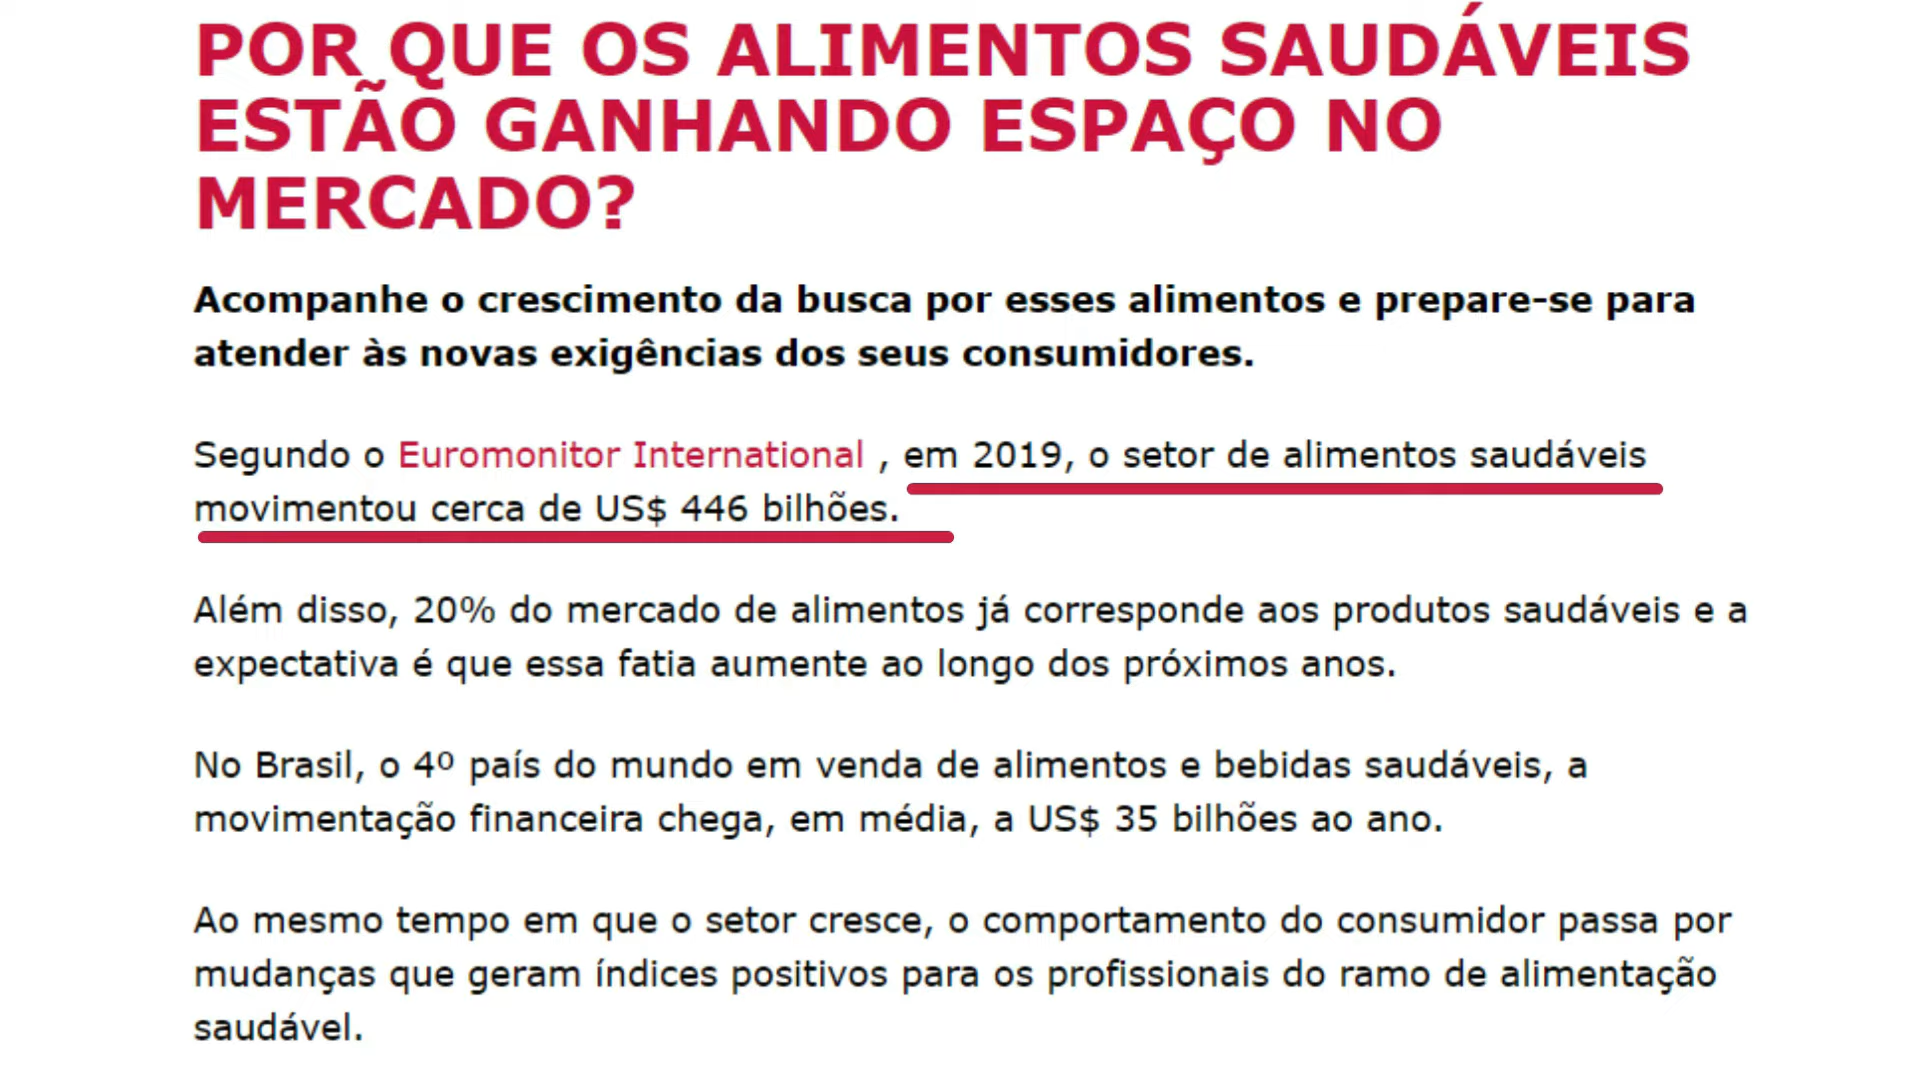 POR QUE OS ALIMENTOS SAUDÁVEIS
ESTÃO GANHANDO ESPAÇO NO
MERCADO?
Acompanhe o crescimento da busca por esses alimentos e prepare-se para
atender às novas exigências dos seus consumidores.
Segundo o Euromonitor International , em 2019, o setor de alimentos saudáveis
movimentou cerca de US$ 446 bilhões.
Além disso, 20% do mercado de alimentos já corresponde aos produtos saudáveis e a
expectativa é que essa fatia aumente ao longo dos próximos anos.
No Brasil, o 4º país do mundo em venda de alimentos e bebidas saudáveis, a
movimentação financeira chega, em média, a US$ 35 bilhões ao ano.
Ao mesmo tempo em que o setor cresce, o comportamento do consumidor passa por
mudanças que geram índices positivos para os profissionais do ramo de alimentação
saudável.